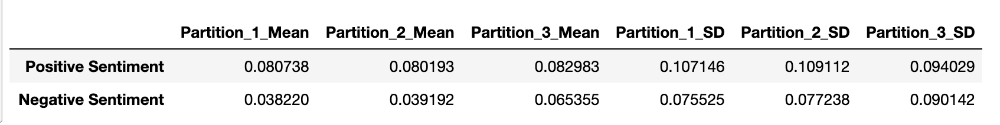 Partition_1_Mean Partition_2_Mean Partition_3_Mean Partition_1_SD Partition_2_SD Partition_3_SD
Positive Sentiment 0.080738 0.080193 0.082983 0.107146 0.109112 0.094029
Negative Sentiment 0.038220 0.039192 0.065355 0.075525 0.077238 0.090142